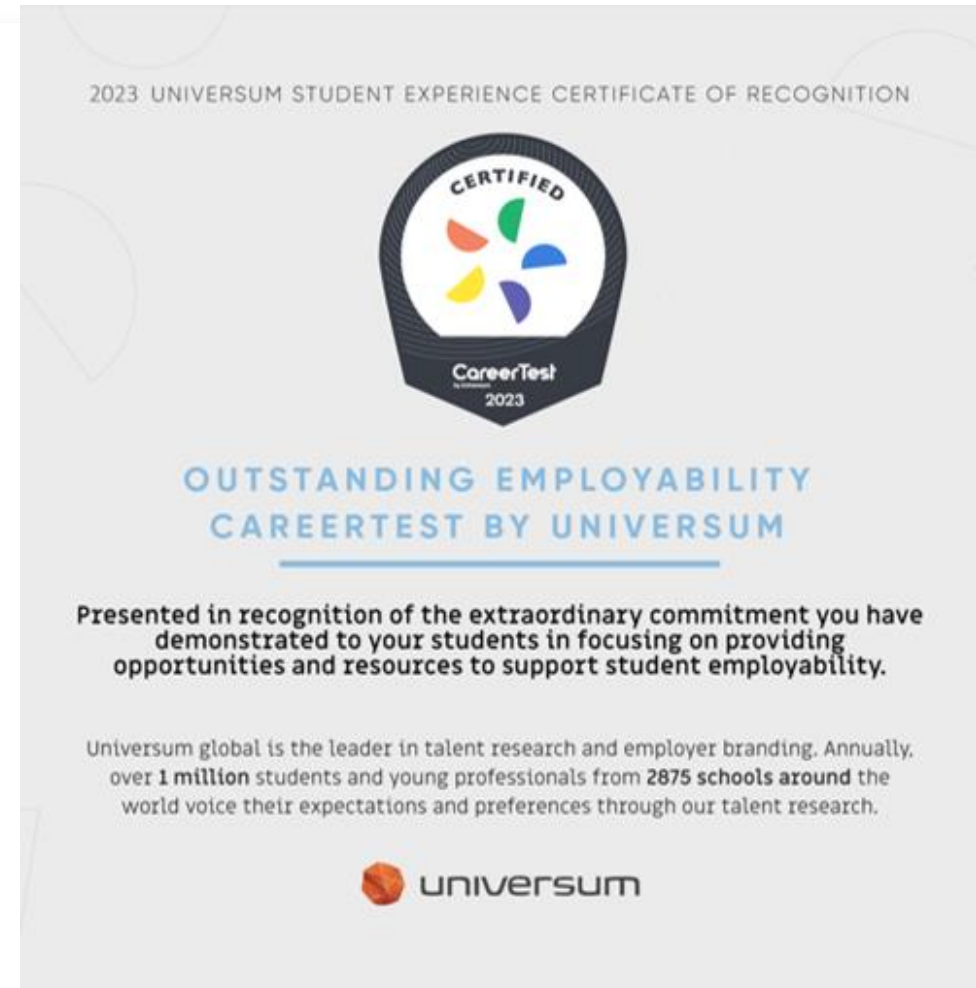 2023 UNIVERSUM STUDENT EXPERIENCE CERTIFICATE OF RECOGNITION
CERTIFIED
CareerTest
by universum
2023
OUTSTANDING EMPLOYABILITY
CAREERTEST BY UNIVERSUM
Presented in recognition of the extraordinary commitment you have
demonstrated to your students in focusing on providing
opportunities and resources to support student employability.
Universum global is the leader in talent research and employer branding. Annually,
over 1 million students and young professionals from 2875 schools around the
world voice their expectations and preferences through our talent research.
universum